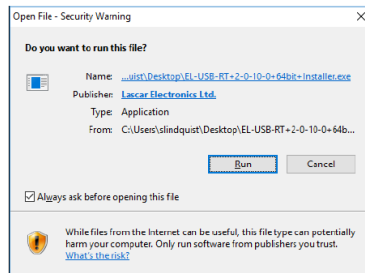 Open File - Security Warning
Do you want to run this file?
Name: ...uist\Desktop\EL-USB-RT+2-0-10-0+64bit+Installer.exe
Publisher: Lascar Electronics Ltd.
Type: Application
From: C:\Users\slindquist\Desktop\EL-USB-RT+2-0-10-0+64b...
Run Cancel
Always ask before opening this file
While files from the Internet can be useful, this file type can potentially
harm your computer. Only run software from publishers you trust.
What's the risk?